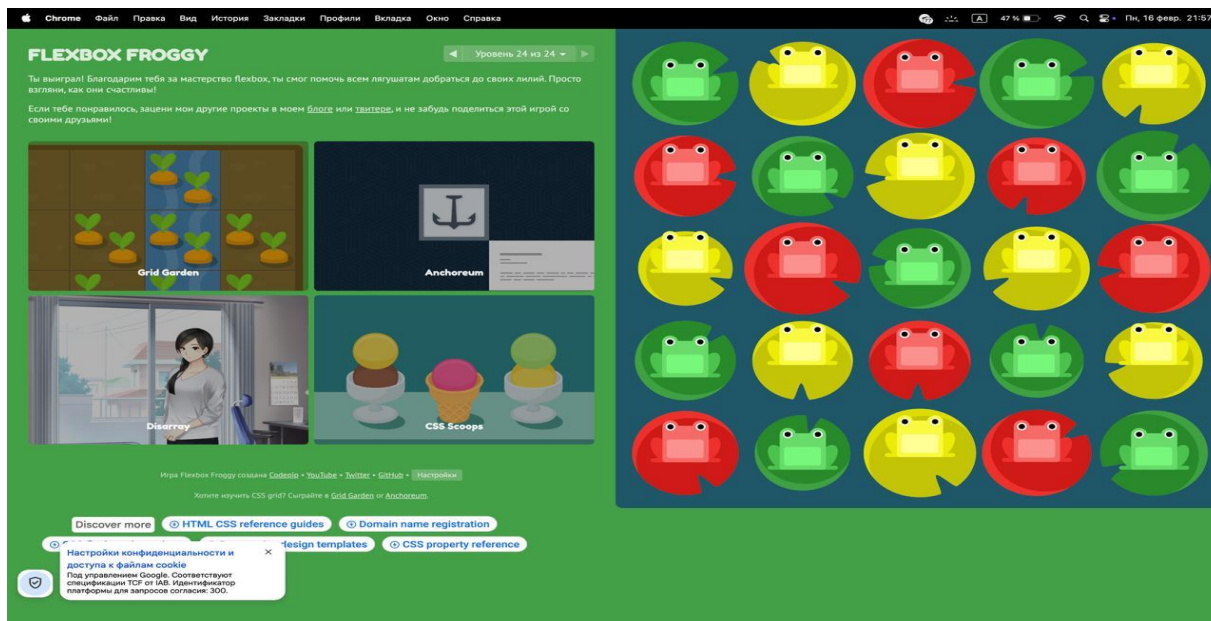 Chrome Файл Правка Вид История Закладки Профили Вкладка Окно Справка
A 47 % Пн, 16 февр. 21:57
FLEXBOX FROGGY
Уровень 24 из 24
Ты выиграл! Благодарим тебя за мастерство flexbox, ты смог помочь всем лягушатам добраться до своих лилий. Просто
взгляни, как они счастливы!
Если тебе понравилось, зацени мои другие проекты в моем блоге или твитере, и не забудь поделиться этой игрой со
своими друзьями!
Grid Garden
Anchoreum
Disarray
CSS Scoops
Игра Flexbox Froggy создана Codepip • YouTube • Twitter • GitHub • Настройки
Хотите изучить CSS grid? Сыграйте в Grid Garden or Anchoreum.
Discover more HTML CSS reference guides Domain name registration
design templates CSS property reference
Настройки конфиденциальности и
доступа к файлам cookie
Под управлением Google. Соответствуют
спецификации TCF от IAB. Идентификатор
платформы для запросов согласия: 300.